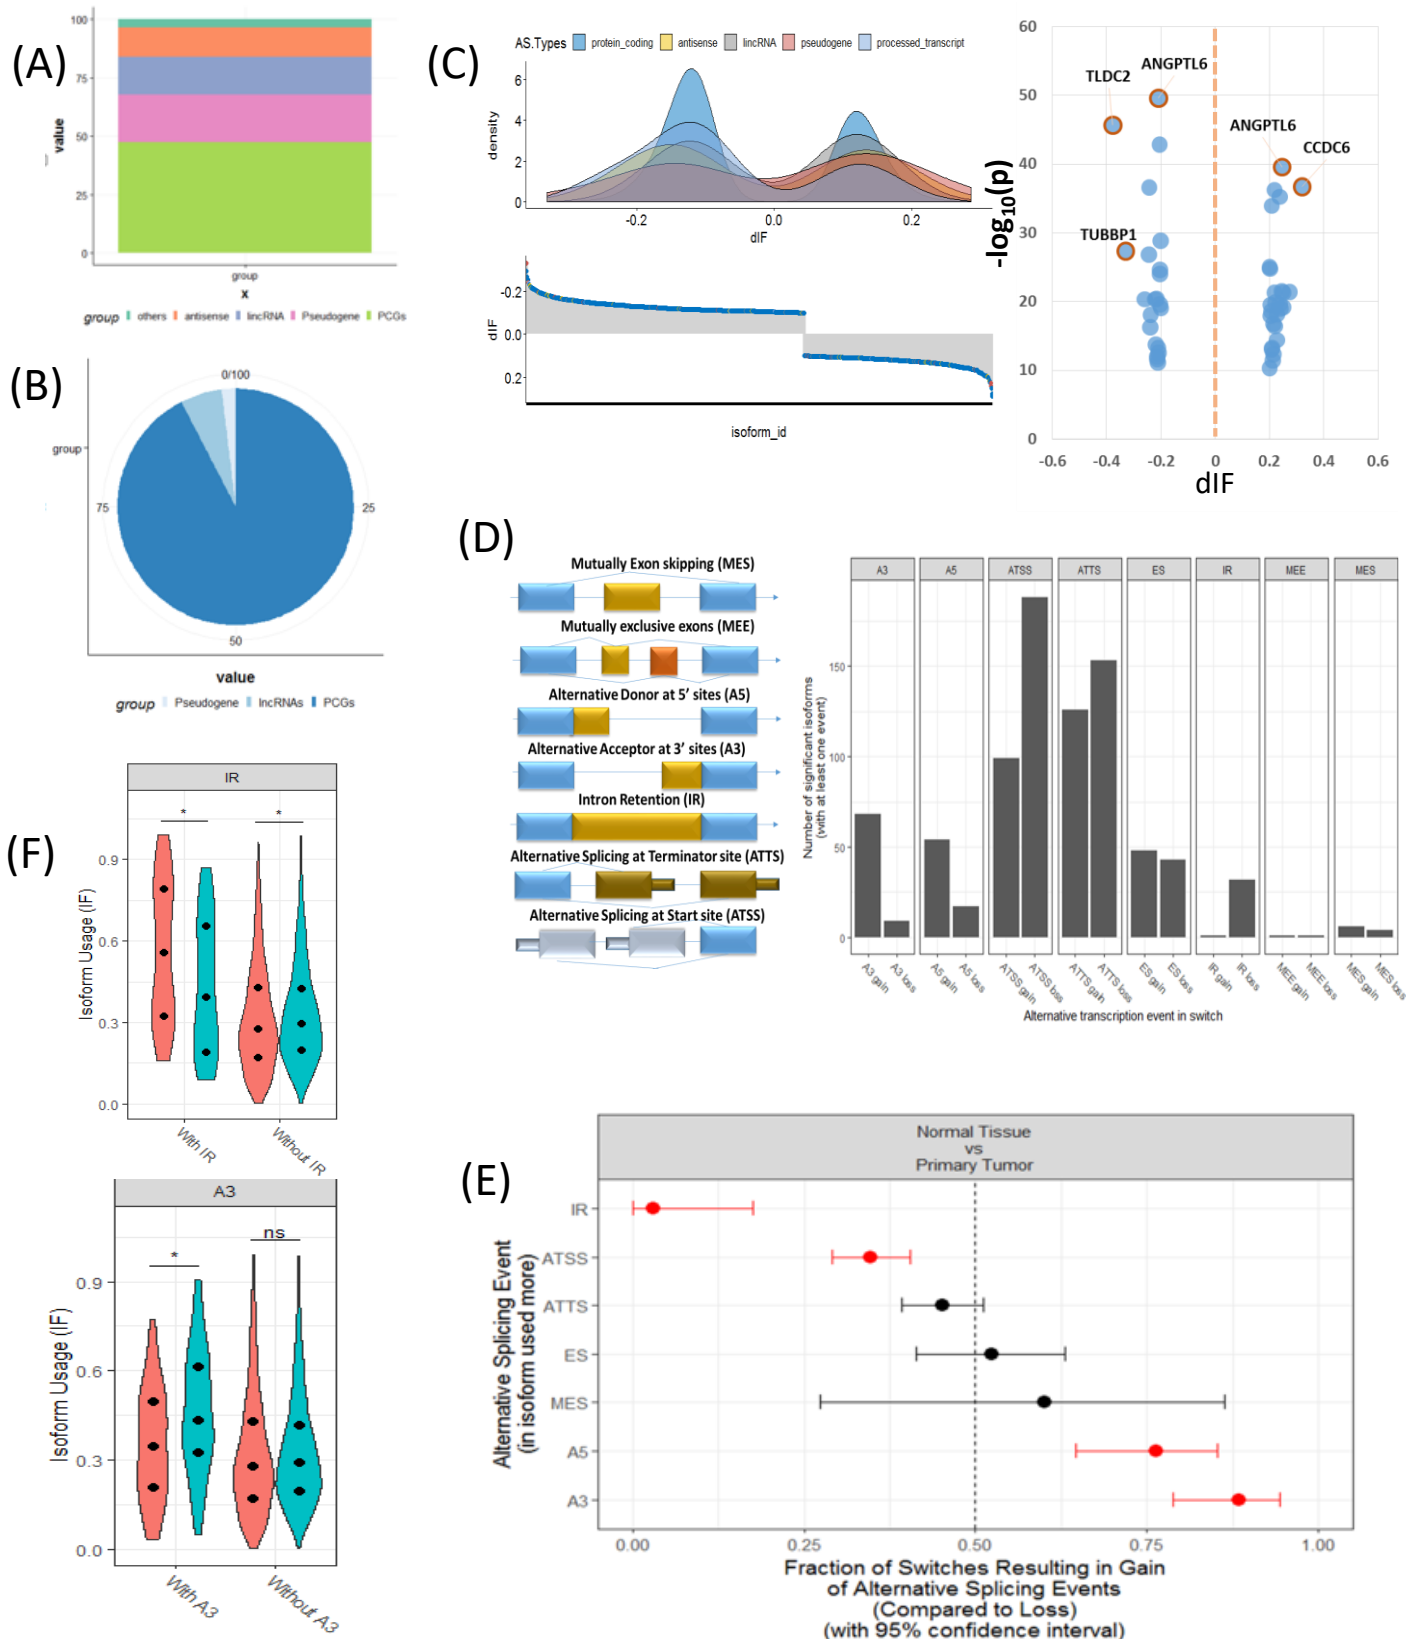 (A)
100
75
50
25
0
value
group
x
group others antisense lincRNA Pseudogene PCGs
(B)
0/100
group
75
25
50
value
group Pseudogene lncRNAs PCGs
(C)
AS.Types protein_coding antisense lincRNA pseudogene processed_transcript
6
4
2
0
density
-0.2 0.0 0.2
dIF
-0.2
0.0
0.2
dIF
isoform_id
60
50
40
30
20
10
0
-log10(p)
TLDC2
ANGPTL6
ANGPTL6
CCDC6
TUBBP1
-0.6 -0.4 -0.2 0 0.2 0.4 0.6
dIF
(D)
Mutually Exon skipping (MES)
Mutually exclusive exons (MEE)
Alternative Donor at 5’ sites (A5)
Alternative Acceptor at 3’ sites (A3)
Intron Retention (IR)
Alternative Splicing at Terminator site (ATTS)
Alternative Splicing at Start site (ATSS)
A3 A5 ATSS ATTS ES IR MEE MES
Number of significant isoforms
(with at least one event)
150
100
50
0
A3 gain A3 loss A5 gain A5 loss ATSS gain ATSS loss ATTS gain ATTS loss ES gain ES loss IR gain IR loss MEE gain MEE loss MES gain MES loss
Alternative transcription event in switch
(F)
IR
* *
Isoform Usage (IF)
0.9
0.6
0.3
0.0
With IR Without IR
A3
* ns
Isoform Usage (IF)
0.9
0.6
0.3
0.0
With A3 Without A3
(E)
Normal Tissue
vs
Primary Tumor
Alternative Splicing Event
(in isoform used more)
IR
ATSS
ATTS
ES
MES
A5
A3
0.00 0.25 0.50 0.75 1.00
Fraction of Switches Resulting in Gain
of Alternative Splicing Events
(Compared to Loss)
(with 95% confidence interval)